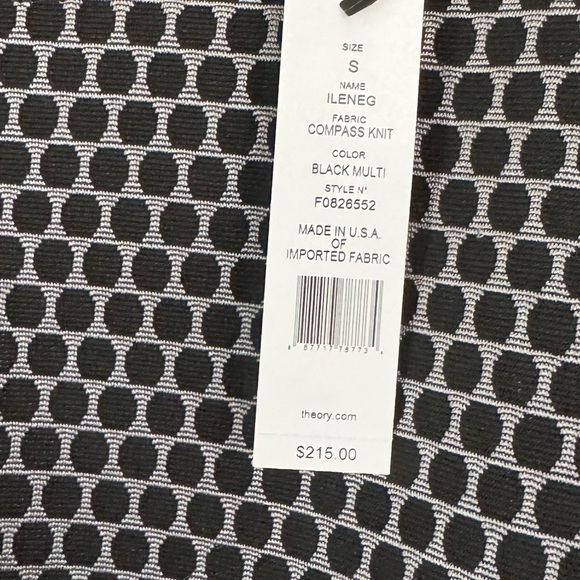 SIZE
S
NAME
ILENEG
FABRIC
COMPASS KNIT
COLOR
BLACK MULTI
STYLE N°
F0826552
MADE IN U.S.A.
OF
IMPORTED FABRIC
theory.com
$215.00